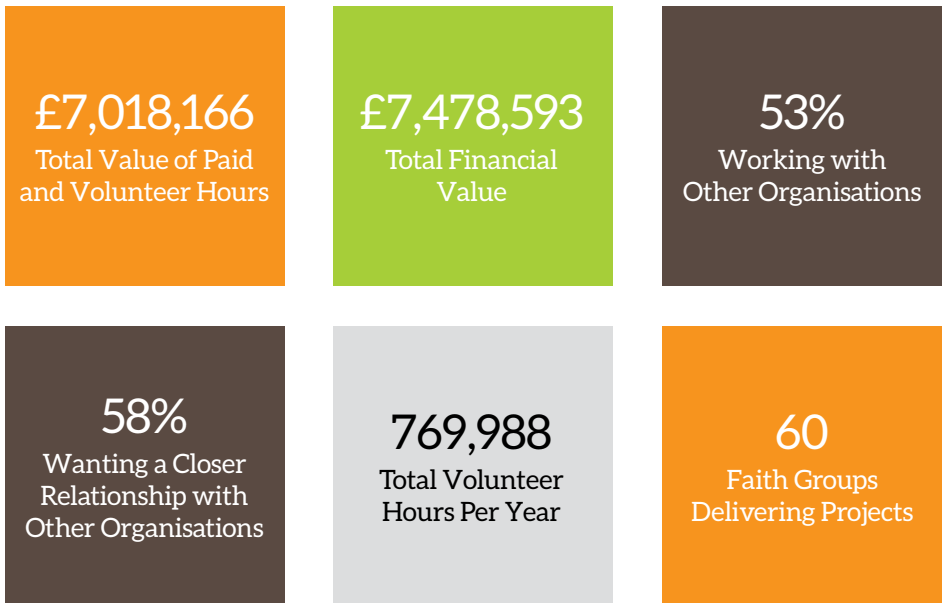 £7,018,166
Total Value of Paid
and Volunteer Hours
£7,478,593
Total Financial
Value
53%
Working with
Other Organisations
58%
Wanting a Closer
Relationship with
Other Organisations
769,988
Total Volunteer
Hours Per Year
60
Faith Groups
Delivering Projects